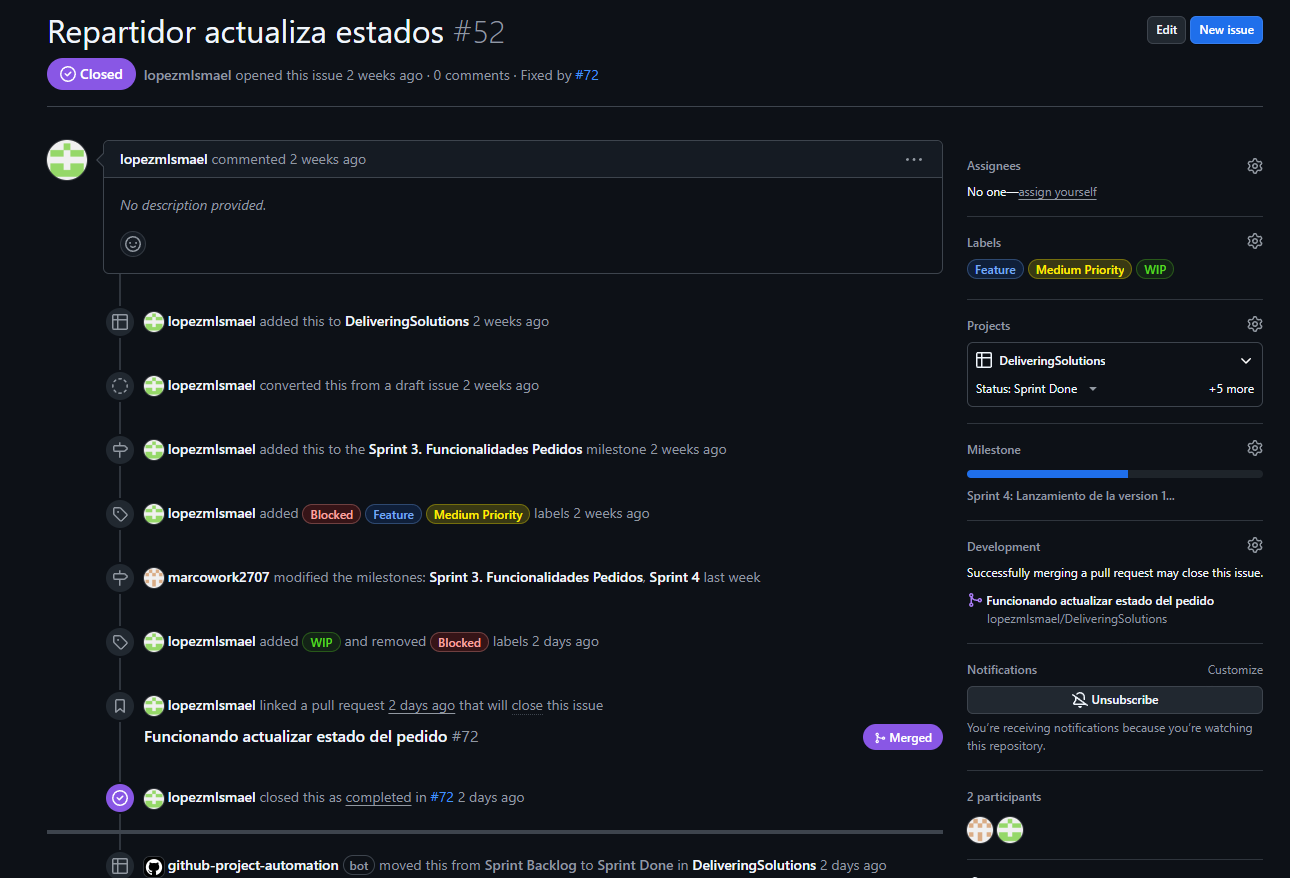 Repartidor actualiza estados #52
Edit
New issue
Closed
lopezmIsmael opened this issue 2 weeks ago · 0 comments · Fixed by #72
lopezmIsmael commented 2 weeks ago
No description provided.
lopezmIsmael added this to DeliveringSolutions 2 weeks ago
lopezmIsmael converted this from a draft issue 2 weeks ago
lopezmIsmael added this to the Sprint 3. Funcionalidades Pedidos milestone 2 weeks ago
lopezmIsmael added Blocked Feature Medium Priority labels 2 weeks ago
marcowork2707 modified the milestones: Sprint 3. Funcionalidades Pedidos, Sprint 4 last week
lopezmIsmael added WIP and removed Blocked labels 2 days ago
lopezmIsmael linked a pull request 2 days ago that will close this issue
Funcionando actualizar estado del pedido #72
Merged
lopezmIsmael closed this as completed in #72 2 days ago
github-project-automation bot moved this from Sprint Backlog to Sprint Done in DeliveringSolutions 2 days ago
Assignees
No one—assign yourself
Labels
Feature Medium Priority WIP
Projects
DeliveringSolutions
Status: Sprint Done
+5 more
Milestone
Sprint 4: Lanzamiento de la version 1...
Development
Successfully merging a pull request may close this issue.
Funcionando actualizar estado del pedido
lopezmIsmael/DeliveringSolutions
Notifications
Customize
Unsubscribe
You're receiving notifications because you're watching
this repository.
2 participants